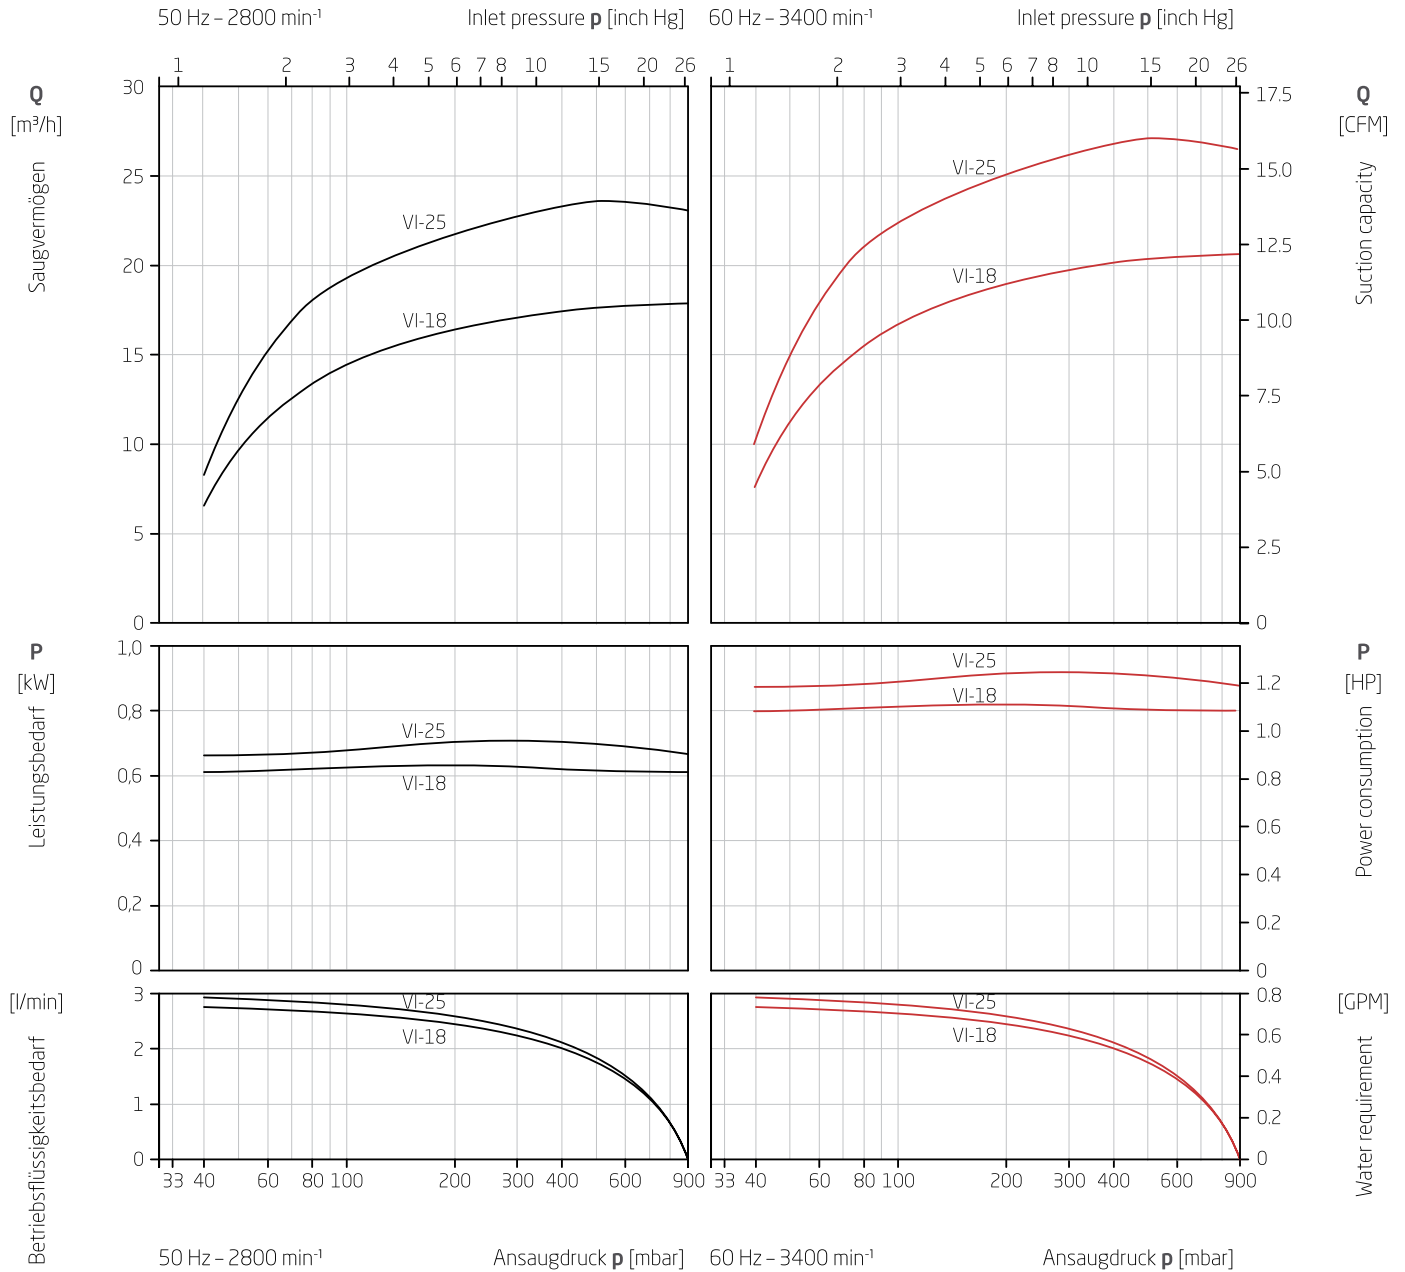 50 Hz – 2800 min⁻¹ Inlet pressure p [inch Hg] 60 Hz – 3400 min⁻¹ Inlet pressure p [inch Hg]
1 2 3 4 5 6 7 8 10 15 20 26 1 2 3 4 5 6 7 8 10 15 20 26
Q
[m³/h]
Saugvermögen
30
25
20
15
10
5
0
VI-25
VI-18
VI-25
VI-18
17.5
15.0
12.5
10.0
7.5
5.0
2.5
0
Q
[CFM]
Suction capacity
P
[kW]
Leistungsbedarf
1,0
0,8
0,6
0,4
0,2
0
VI-25
VI-18
VI-25
VI-18
1.2
1.0
0.8
0.6
0.4
0.2
0
P
[HP]
Power consumption
[l/min]
Betriebsflüssigkeitsbedarf
3
2
1
0
VI-25
VI-18
VI-25
VI-18
0.8
0.6
0.4
0.2
0
[GPM]
Water requirement
33 40 60 80 100 200 300 400 600 900 33 40 60 80 100 200 300 400 600 900
50 Hz – 2800 min⁻¹ Ansaugdruck p [mbar] 60 Hz – 3400 min⁻¹ Ansaugdruck p [mbar]